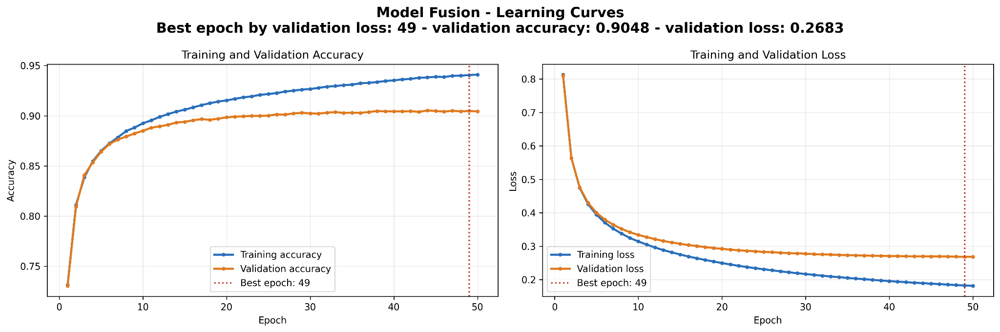 Model Fusion - Learning Curves
Best epoch by validation loss: 49 - validation accuracy: 0.9048 - validation loss: 0.2683
Training and Validation Accuracy
0.95
0.90
0.85
0.80
0.75
Accuracy
Training accuracy
Validation accuracy
Best epoch: 49
0
10
20
30
40
50
Epoch
Training and Validation Loss
0.8
0.7
0.6
0.5
0.4
0.3
0.2
Loss
Training loss
Validation loss
Best epoch: 49
0
10
20
30
40
50
Epoch